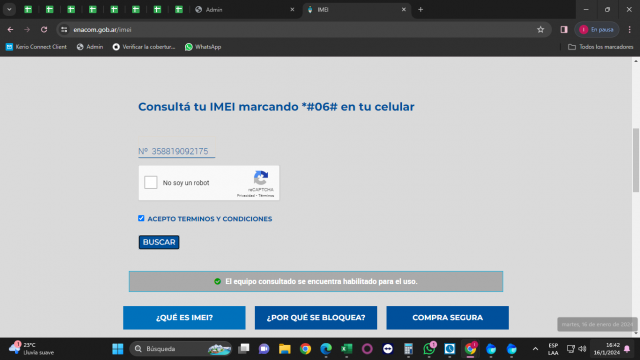 Admin
IMEI
enacom.gob.ar/imei
En pausa
Kerio Connect Client
Admin
Verificar la cobertur...
WhatsApp
Todos los marcadores
Consultá tu IMEI marcando *#06# en tu celular
Nº 358819092175
No soy un robot
reCAPTCHA
Privacidad - Términos
ACEPTO TERMINOS Y CONDICIONES
BUSCAR
El equipo consultado se encuentra habilitado para el uso.
¿QUÉ ES IMEI?
¿POR QUÉ SE BLOQUEA?
COMPRA SEGURA
martes, 16 de enero de 2024
23°C
Lluvia suave
Búsqueda
ESP
LAA
16:42
16/1/2024